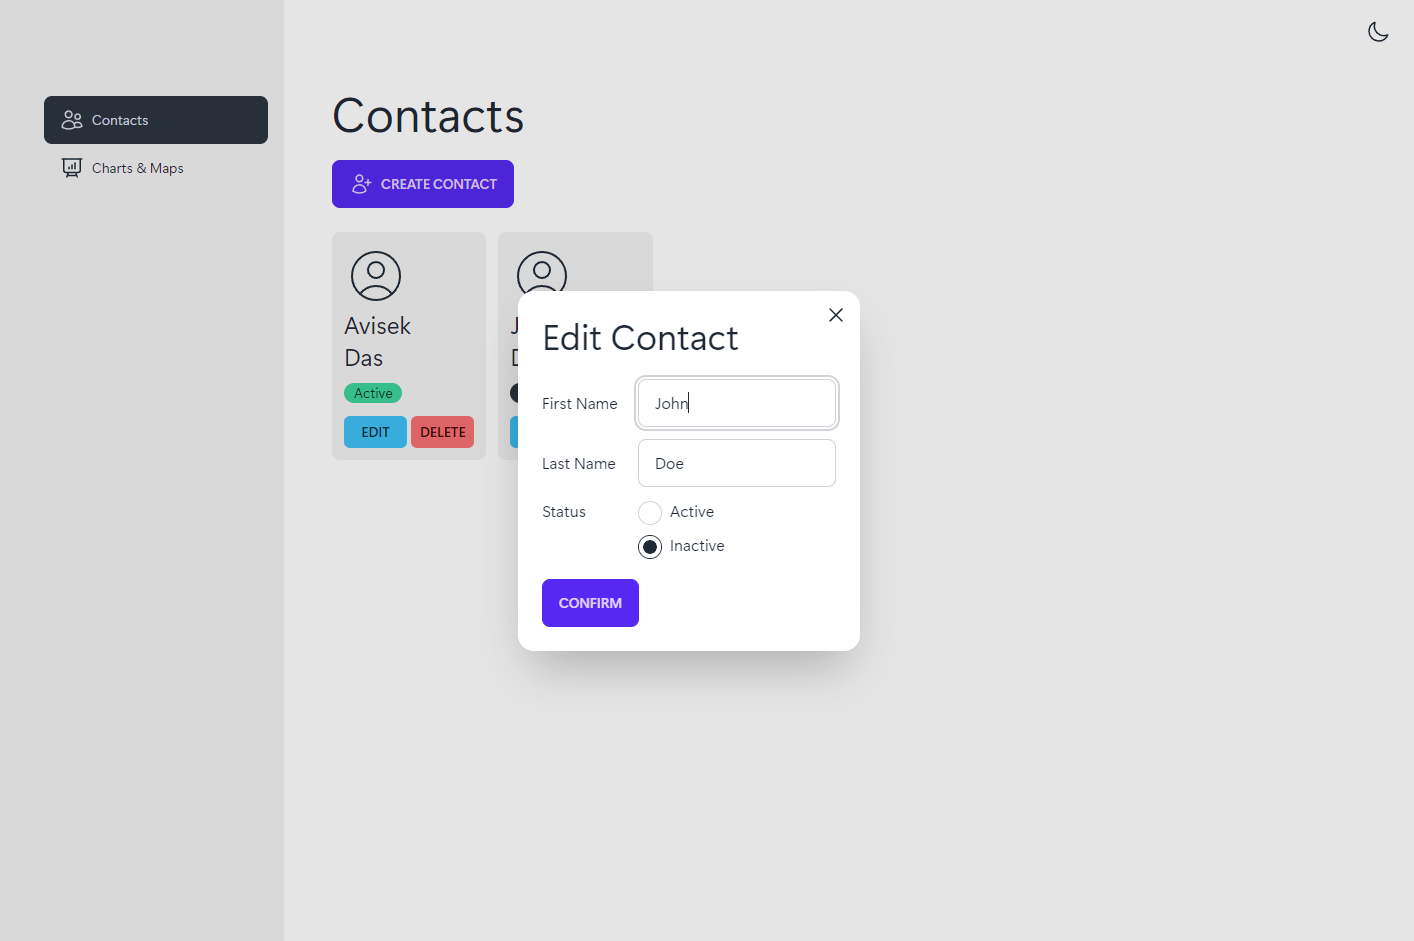 Contacts
Charts & Maps
Contacts
CREATE CONTACT
Avisek
Das
Active
EDIT
DELETE
Edit Contact
First Name
John
Last Name
Doe
Status
Active
Inactive
CONFIRM